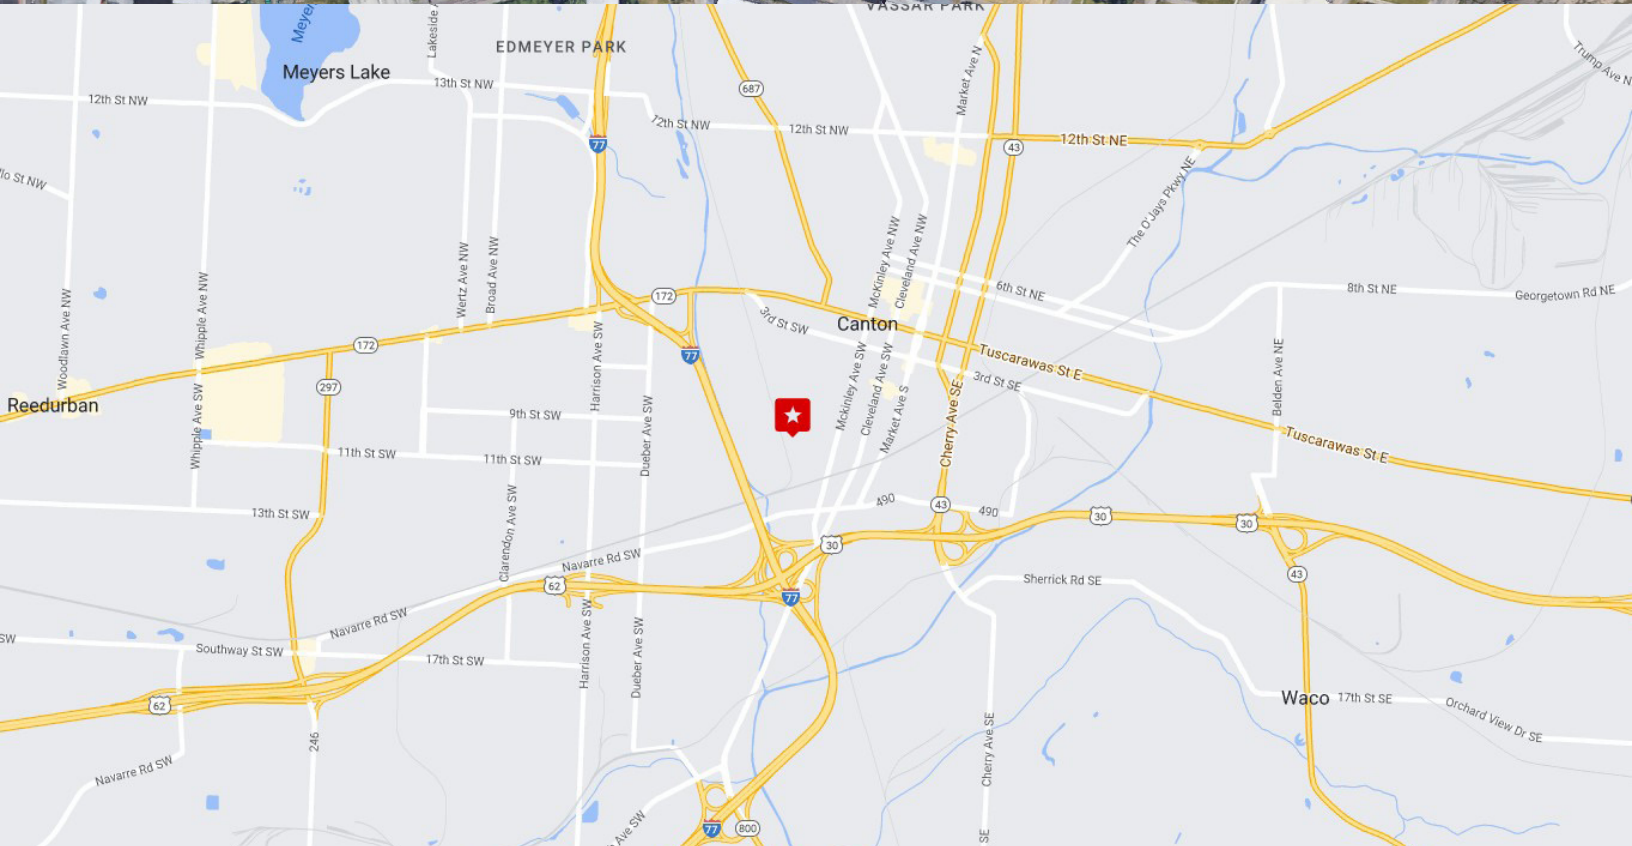 VASSAR PARK
Meyer
Lakeside
EDMEYER PARK
Market Ave N
Trump Ave N
Meyers Lake
13th St NW
687
12th St NW
12th St NW
12th St NW
77
43
12th St NE
lo St NW
The O'Jays Pkwy NE
McKinley Ave NW
Cleveland Ave NW
Wertz Ave NW
Broad Ave NW
Woodlawn Ave NW
Whipple Ave NW
172
6th St NE
8th St NE
Georgetown Rd NE
3rd St SW
Canton
172
77
Tuscarawas St E
3rd St SE
Harrison Ave SW
Mckinley Ave SW
Cleveland Ave SW
Market Ave S
Cherry Ave SE
Belden Ave NE
297
Reedurban
Whipple Ave SW
9th St SW
Dueber Ave SW
11th St SW
11th St SW
Tuscarawas St E
13th St SW
Clarendon Ave SW
490
43
490
30
30
30
Navarre Rd SW
62
77
43
Sherrick Rd SE
Navarre Rd SW
Harrison Ave SW
Dueber Ave SW
SW
Southway St SW
17th St SW
62
Waco
17th St SE
Orchard View Dr SE
246
Cherry Ave SE
Navarre Rd SW
77
800
Ave SW
SE